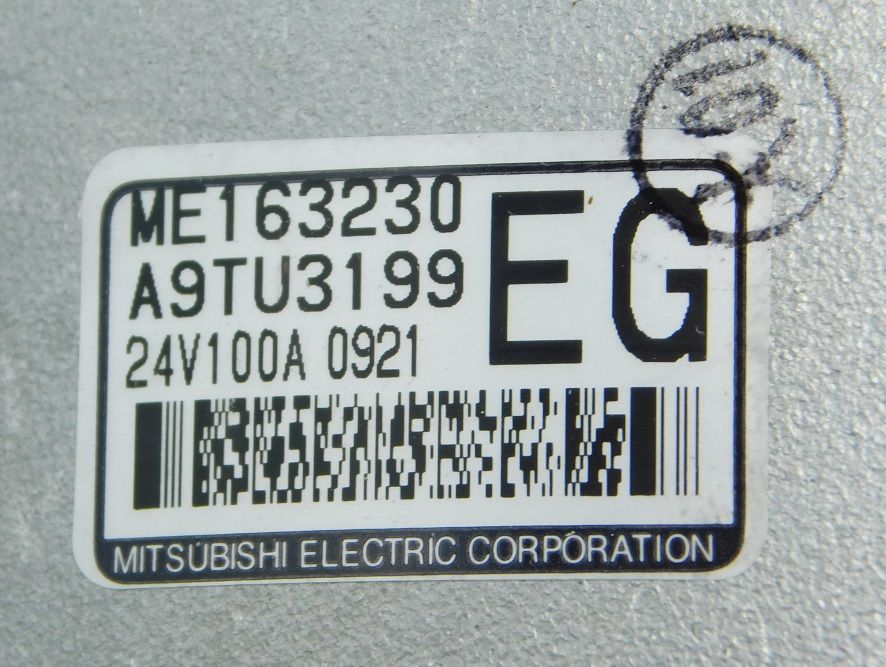 ME163230
A9TU3199
24V100A 0921
EG
MITSUBISHI ELECTRIC CORPORATION